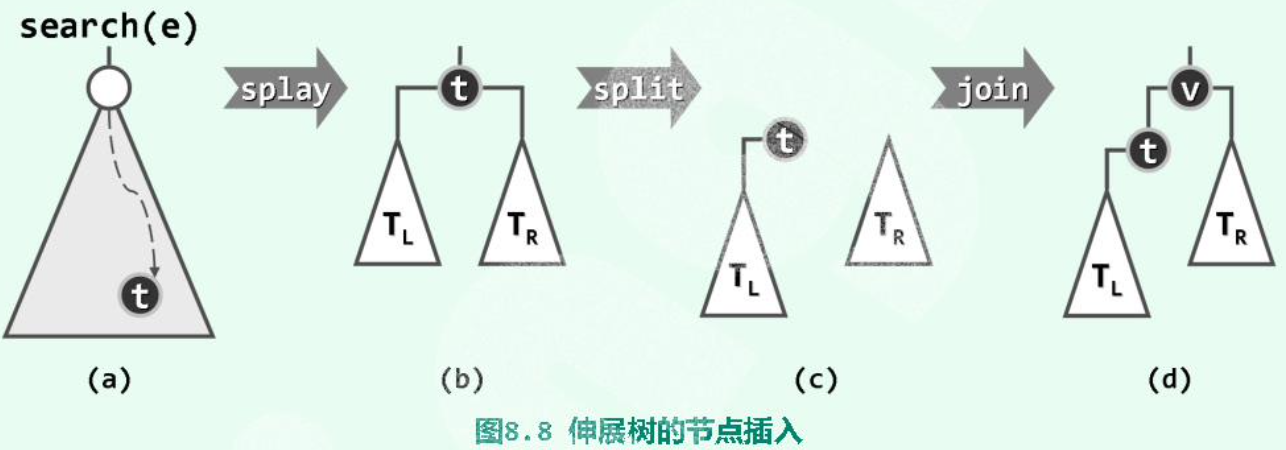 search(e)
splay
split
join
t
v
t
t
t
T_L
T_R
T_L
T_R
T_L
T_R
(a)
(b)
(c)
(d)
图8.8 伸展树的节点插入